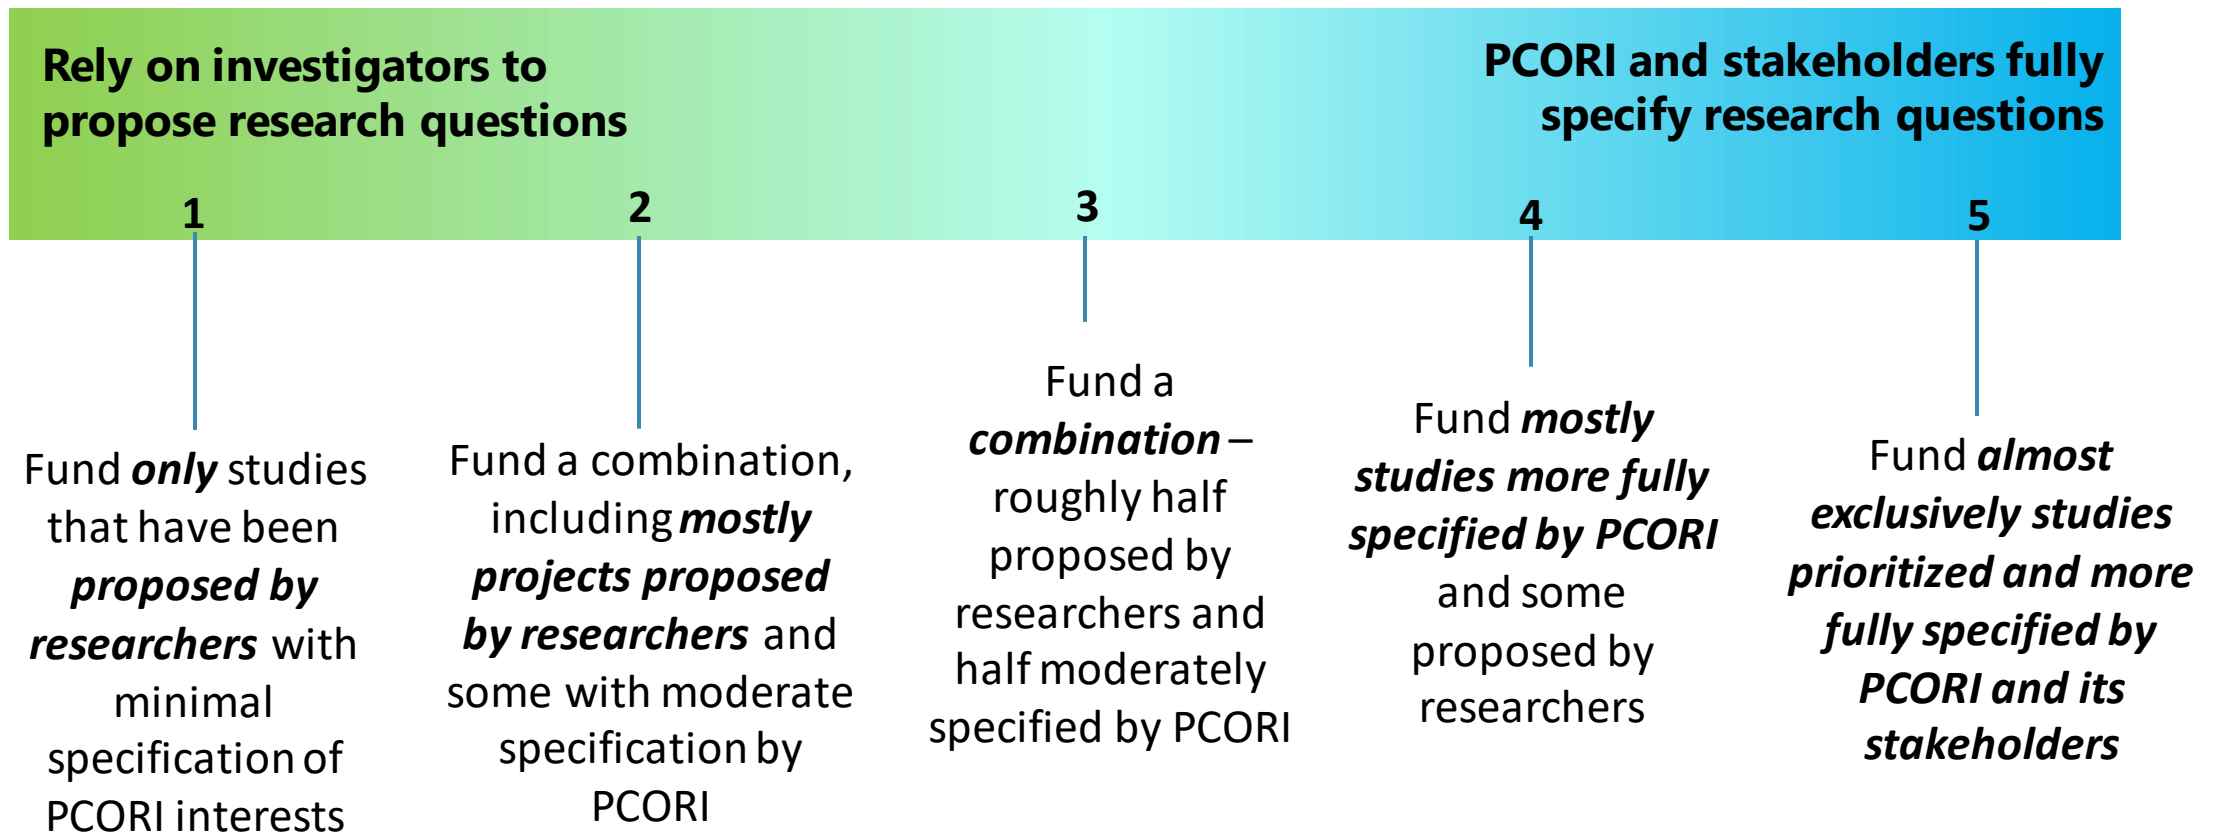 Rely on investigators to
propose research questions
PCORI and stakeholders fully
specify research questions
1
2
3
4
5
Fund only studies
that have been
proposed by
researchers with
minimal
specification of
PCORI interests
Fund a combination,
including mostly
projects proposed
by researchers and
some with moderate
specification by
PCORI
Fund a
combination –
roughly half
proposed by
researchers and
half moderately
specified by PCORI
Fund mostly
studies more fully
specified by PCORI
and some
proposed by
researchers
Fund almost
exclusively studies
prioritized and more
fully specified by
PCORI and its
stakeholders